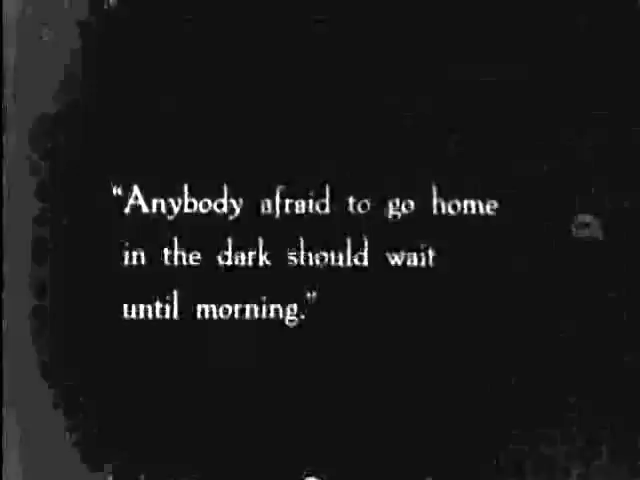 "Anybody afraid to go home
in the dark should wait
until morning."